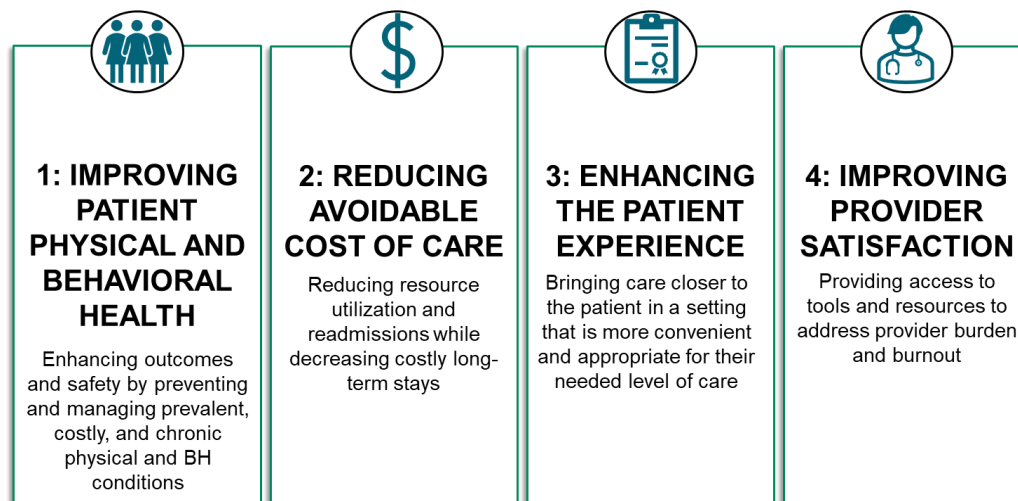 1: IMPROVING
PATIENT
PHYSICAL AND
BEHAVIORAL
HEALTH
Enhancing outcomes
and safety by preventing
and managing prevalent,
costly, and chronic
physical and BH
conditions
2: REDUCING
AVOIDABLE
COST OF CARE
Reducing resource
utilization and
readmissions while
decreasing costly long-
term stays
3: ENHANCING
THE PATIENT
EXPERIENCE
Bringing care closer to
the patient in a setting
that is more convenient
and appropriate for their
needed level of care
4: IMPROVING
PROVIDER
SATISFACTION
Providing access to
tools and resources to
address provider burden
and burnout